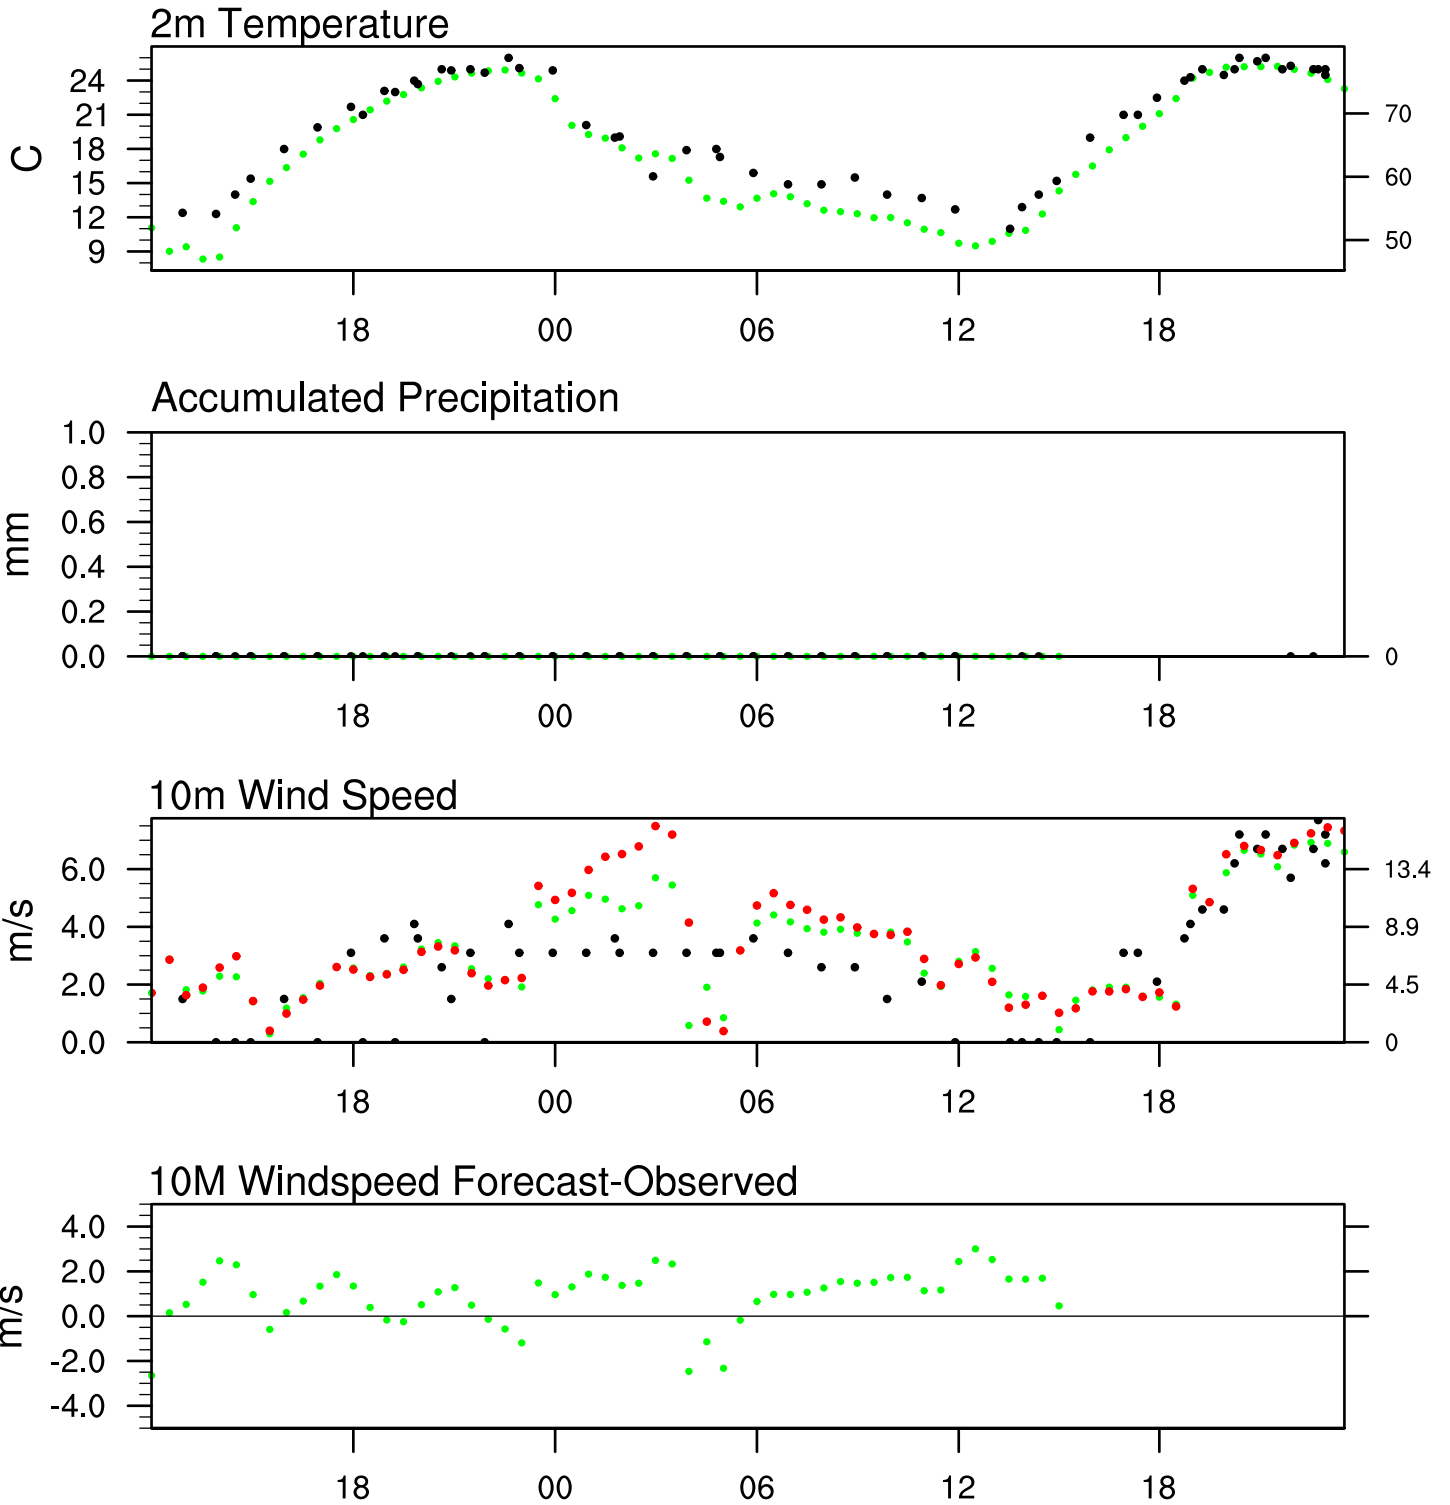 2m Temperature
C
24
21
18
15
12
9
70
60
50
18 00 06 12 18
Accumulated Precipitation
mm
1.0
0.8
0.6
0.4
0.2
0.0
0
18 00 06 12 18
10m Wind Speed
m/s
6.0
4.0
2.0
0.0
13.4
8.9
4.5
0
18 00 06 12 18
10M Windspeed Forecast-Observed
m/s
4.0
2.0
0.0
-2.0
-4.0
18 00 06 12 18